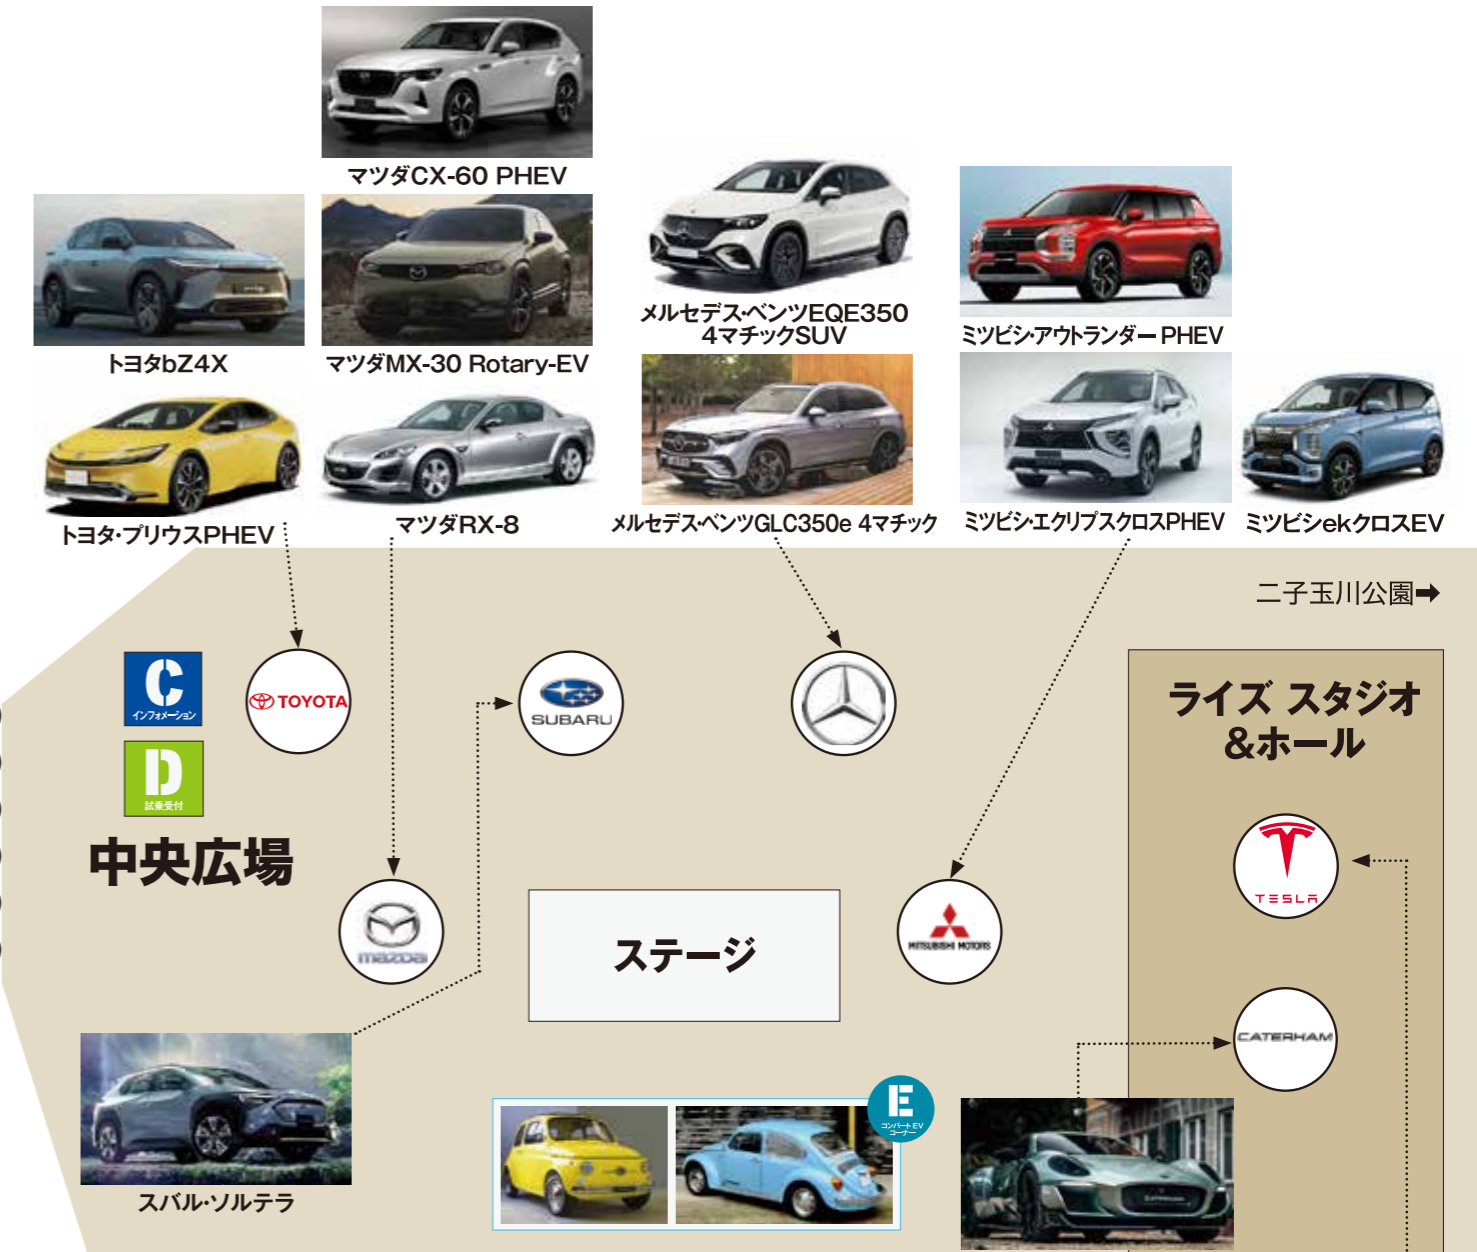 マツダCX-60 PHEV
トヨタbZ4X
マツダMX-30 Rotary-EV
メルセデス・ベンツEQE350
4マチックSUV
ミツビシ・アウトランダー PHEV
トヨタ・プリウスPHEV
マツダRX-8
メルセデス・ベンツGLC350e 4マチック
ミツビシ・エクリプスクロスPHEV
ミツビシekクロスEV
二子玉川公園➡
C
インフォメーション
TOYOTA
SUBARU
ライズ スタジオ
&ホール
D
試乗受付
中央広場
TESLA
mazda
ステージ
MITSUBISHI MOTORS
CATERHAM
E
コンバートEV
コーナー
スバル・ソルテラ